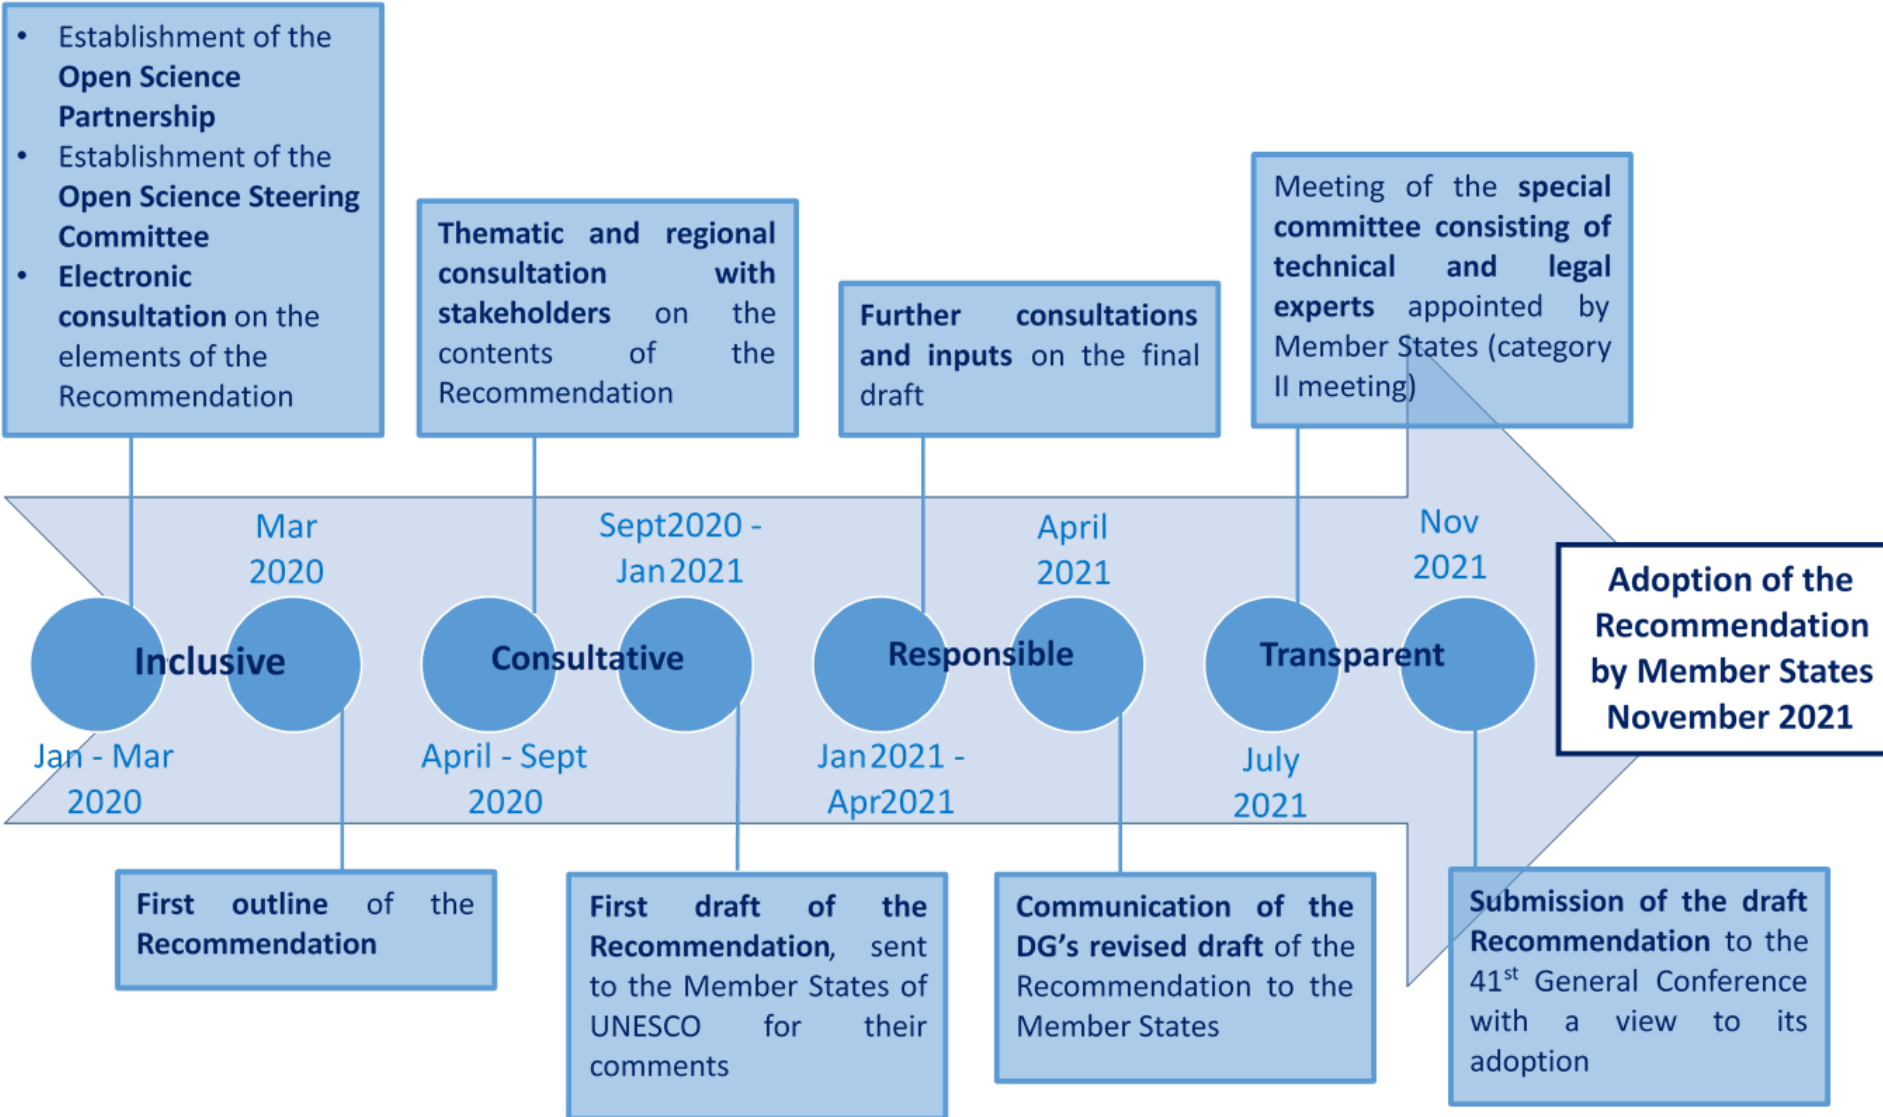 • Establishment of the
Open Science
Partnership
• Establishment of the
Open Science Steering
Committee
• Electronic
consultation on the
elements of the
Recommendation
Thematic and regional
consultation with
stakeholders on the
contents of the
Recommendation
Further consultations
and inputs on the final
draft
Meeting of the special
committee consisting of
technical and legal
experts appointed by
Member States (category
II meeting)
Mar
2020
Sept2020 -
Jan2021
April
2021
Nov
2021
Inclusive
Consultative
Responsible
Transparent
Adoption of the
Recommendation
by Member States
November 2021
Jan - Mar
2020
April - Sept
2020
Jan2021 -
Apr2021
July
2021
First outline of the
Recommendation
First draft of the
Recommendation, sent
to the Member States of
UNESCO for their
comments
Communication of the
DG’s revised draft of the
Recommendation to the
Member States
Submission of the draft
Recommendation to the
41st General Conference
with a view to its
adoption